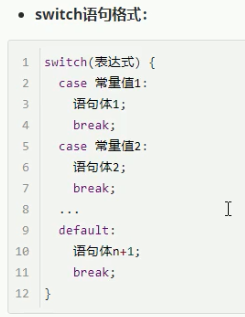 • switch语句格式：
1 switch(表达式) {
2   case 常量值1:
3     语句体1;
4     break;
5   case 常量值2:
6     语句体2;
7     break;
8   ...
9   default:
10     语句体n+1;
11     break;
12 }